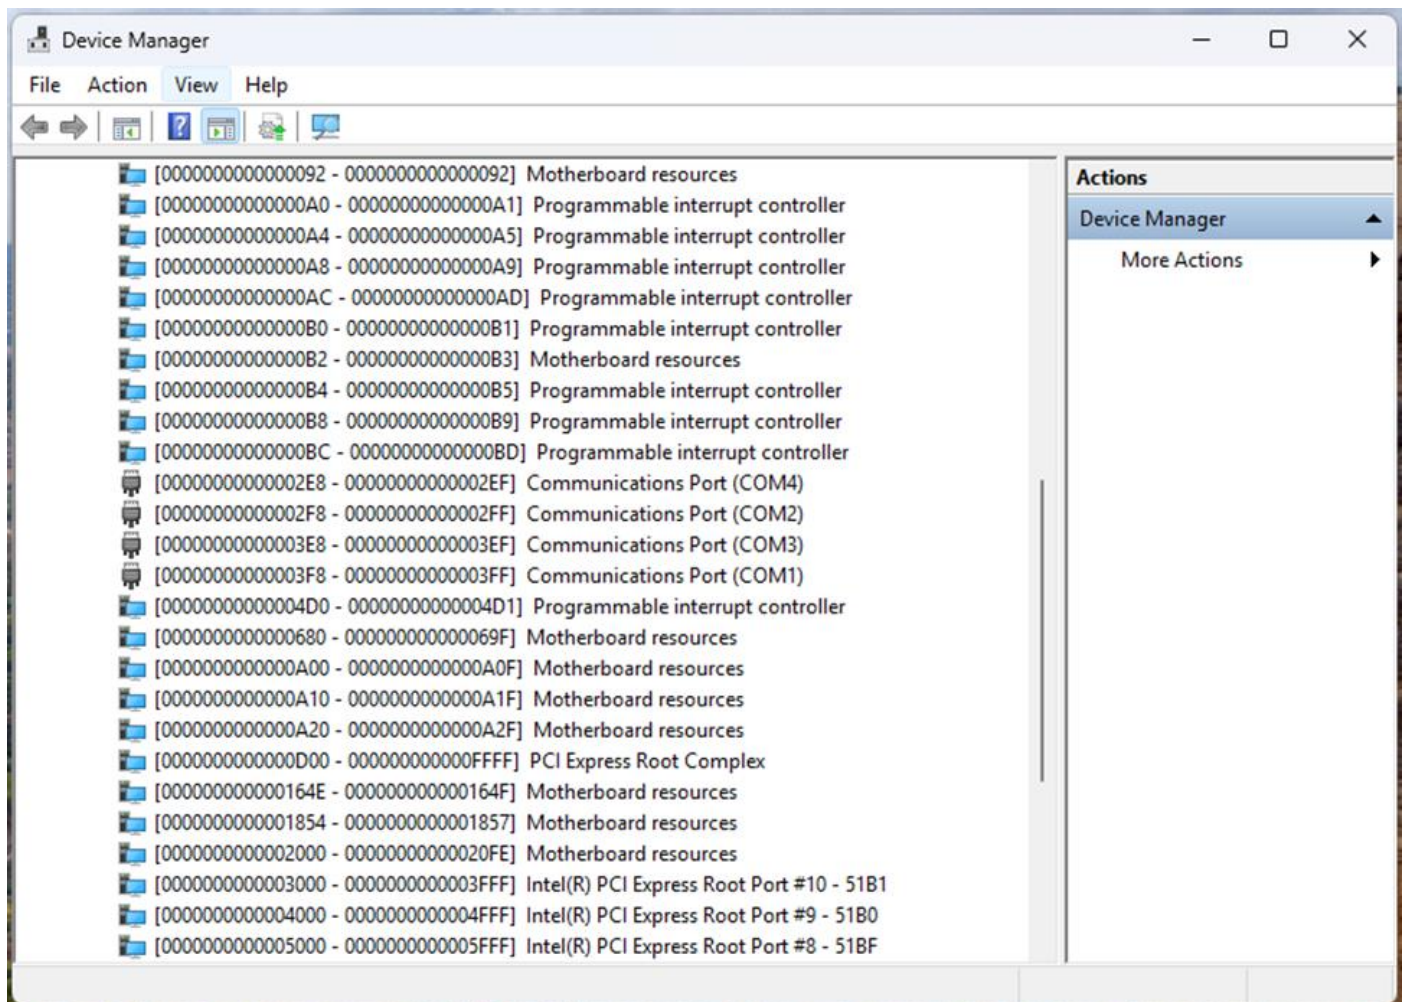 Device Manager
File Action View Help
[0000000000000092 - 0000000000000092] Motherboard resources
[00000000000000A0 - 00000000000000A1] Programmable interrupt controller
[00000000000000A4 - 00000000000000A5] Programmable interrupt controller
[00000000000000A8 - 00000000000000A9] Programmable interrupt controller
[00000000000000AC - 00000000000000AD] Programmable interrupt controller
[00000000000000B0 - 00000000000000B1] Programmable interrupt controller
[00000000000000B2 - 00000000000000B3] Motherboard resources
[00000000000000B4 - 00000000000000B5] Programmable interrupt controller
[00000000000000B8 - 00000000000000B9] Programmable interrupt controller
[00000000000000BC - 00000000000000BD] Programmable interrupt controller
[00000000000002E8 - 00000000000002EF] Communications Port (COM4)
[00000000000002F8 - 00000000000002FF] Communications Port (COM2)
[00000000000003E8 - 00000000000003EF] Communications Port (COM3)
[00000000000003F8 - 00000000000003FF] Communications Port (COM1)
[00000000000004D0 - 00000000000004D1] Programmable interrupt controller
[0000000000000680 - 000000000000069F] Motherboard resources
[0000000000000A00 - 0000000000000A0F] Motherboard resources
[0000000000000A10 - 0000000000000A1F] Motherboard resources
[0000000000000A20 - 0000000000000A2F] Motherboard resources
[0000000000000D00 - 000000000000FFFF] PCI Express Root Complex
[000000000000164E - 000000000000164F] Motherboard resources
[0000000000001854 - 0000000000001857] Motherboard resources
[0000000000002000 - 00000000000020FE] Motherboard resources
[0000000000003000 - 0000000000003FFF] Intel(R) PCI Express Root Port #10 - 51B1
[0000000000004000 - 0000000000004FFF] Intel(R) PCI Express Root Port #9 - 51B0
[0000000000005000 - 0000000000005FFF] Intel(R) PCI Express Root Port #8 - 51BF
Actions
Device Manager
More Actions